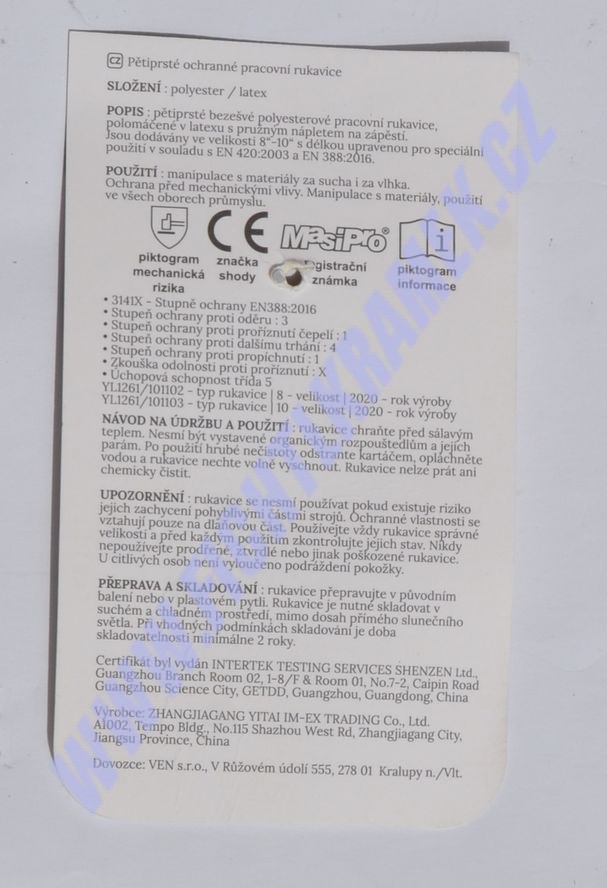 CZ Pětiprsté ochranné pracovní rukavice
SLOŽENÍ : polyester / latex
POPIS : pětiprsté bezešvé polyesterové pracovní rukavice,
polomáčené v latexu s pružným nápletem na zápěstí.
Jsou dodávány ve velikosti 8"-10" s délkou upravenou pro speciální
použití v souladu s EN 420:2003 a EN 388:2016.
POUŽITÍ : manipulace s materiály za sucha i za vlhka.
Ochrana před mechanickými vlivy. Manipulace s materiály, použití
ve všech oborech průmyslu.
CE MasiPro® i
piktogram mechanická rizika
značka shody
registrační známka
piktogram informace
• 3141X - Stupně ochrany EN388:2016
• Stupeň ochrany proti oděru : 3
• Stupeň ochrany proti proříznutí čepelí : 1
• Stupeň ochrany proti dalšímu trhání : 4
• Stupeň ochrany proti propíchnutí : 1
• Zkouška odolnosti proti proříznutí : X
• Úchopová schopnost třída 5
YL1261/101102 - typ rukavice | 8 - velikost | 2020 - rok výroby
YL1261/101103 - typ rukavice | 10 - velikost | 2020 - rok výroby
NÁVOD NA ÚDRŽBU A POUŽITÍ : rukavice chraňte před sálavým
teplem. Nesmí být vystavené organickým rozpouštědlům a jejich
parám. Po použití hrubé nečistoty odstrante kartáčem, opláchněte
vodou a rukavice nechte volně vyschnout. Rukavice nelze prát ani
chemicky čistit.
UPOZORNĚNÍ : rukavice se nesmí používat pokud existuje riziko
jejich zachycení pohyblivými částmi strojů. Ochranné vlastnosti se
vztahují pouze na dlaňovou část. Používejte vždy rukavice správné
velikosti a před každým použitím zkontrolujte jejich stav. Nikdy
nepoužívejte prodřené, ztvrdlé nebo jinak poškozené rukavice.
U citlivých osob není vyloučeno podráždění pokožky.
PŘEPRAVA A SKLADOVÁNÍ : rukavice přepravujte v původním
balení nebo v plastovém pytli. Rukavice je nutné skladovat v
suchém a chladném prostředí, mimo dosah přímého slunečního
světla. Při vhodných podmínkách skladování je doba
skladovatelnosti minimálne 2 roky.
Certifikát byl vydán INTERTEK TESTING SERVICES SHENZEN Ltd.,
Guangzhou Branch Room 02, 1-8/F & Room 01, No.7-2, Caipin Road
Guangzhou Science City, GETDD, Guangzhou, Guangdong, China
Výrobce: ZHANGJIAGANG YITAI IM-EX TRADING Co., Ltd.
A1002, Tempo Bldg., No.115 Shazhou West Rd, Zhangjiagang City,
Jiangsu Province, China
Dovozce: VEN s.r.o., V Růžovém údolí 555, 278 01 Kralupy n./Vlt.